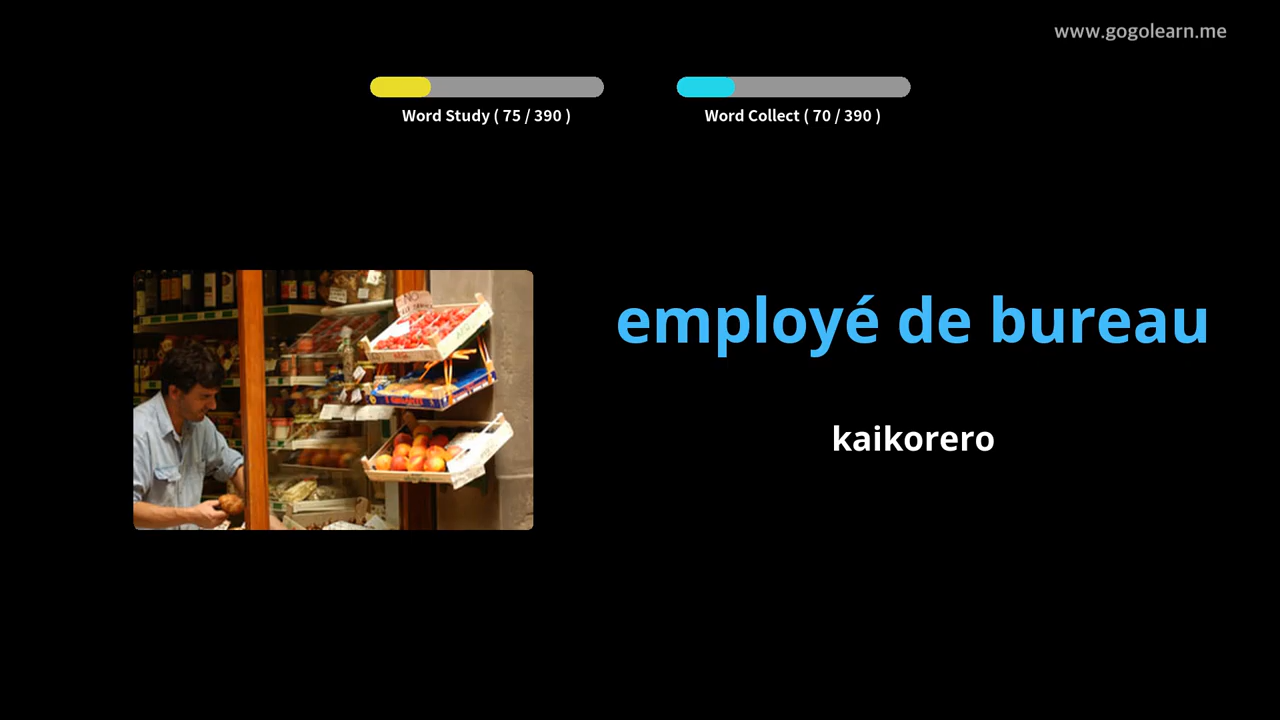 www.gogolearn.me
Word Study ( 75 / 390 )
Word Collect ( 70 / 390 )
employé de bureau
kaikorero